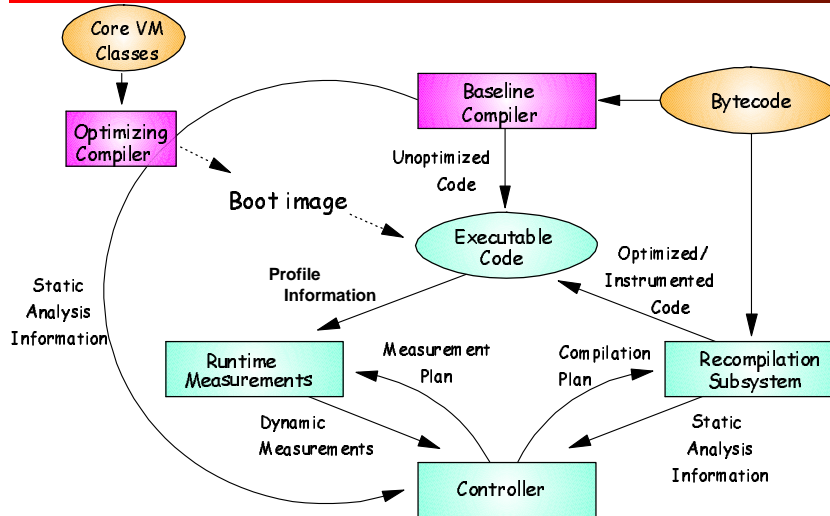 Core VM
Classes
Baseline
Compiler
Bytecode
Optimizing
Compiler
Unoptimized
Code
Boot image
Executable
Code
Optimized/
Instrumented
Code
Profile
Information
Static
Analysis
Information
Runtime
Measurements
Measurement
Plan
Compilation
Plan
Recompilation
Subsystem
Dynamic
Measurements
Static
Analysis
Information
Controller